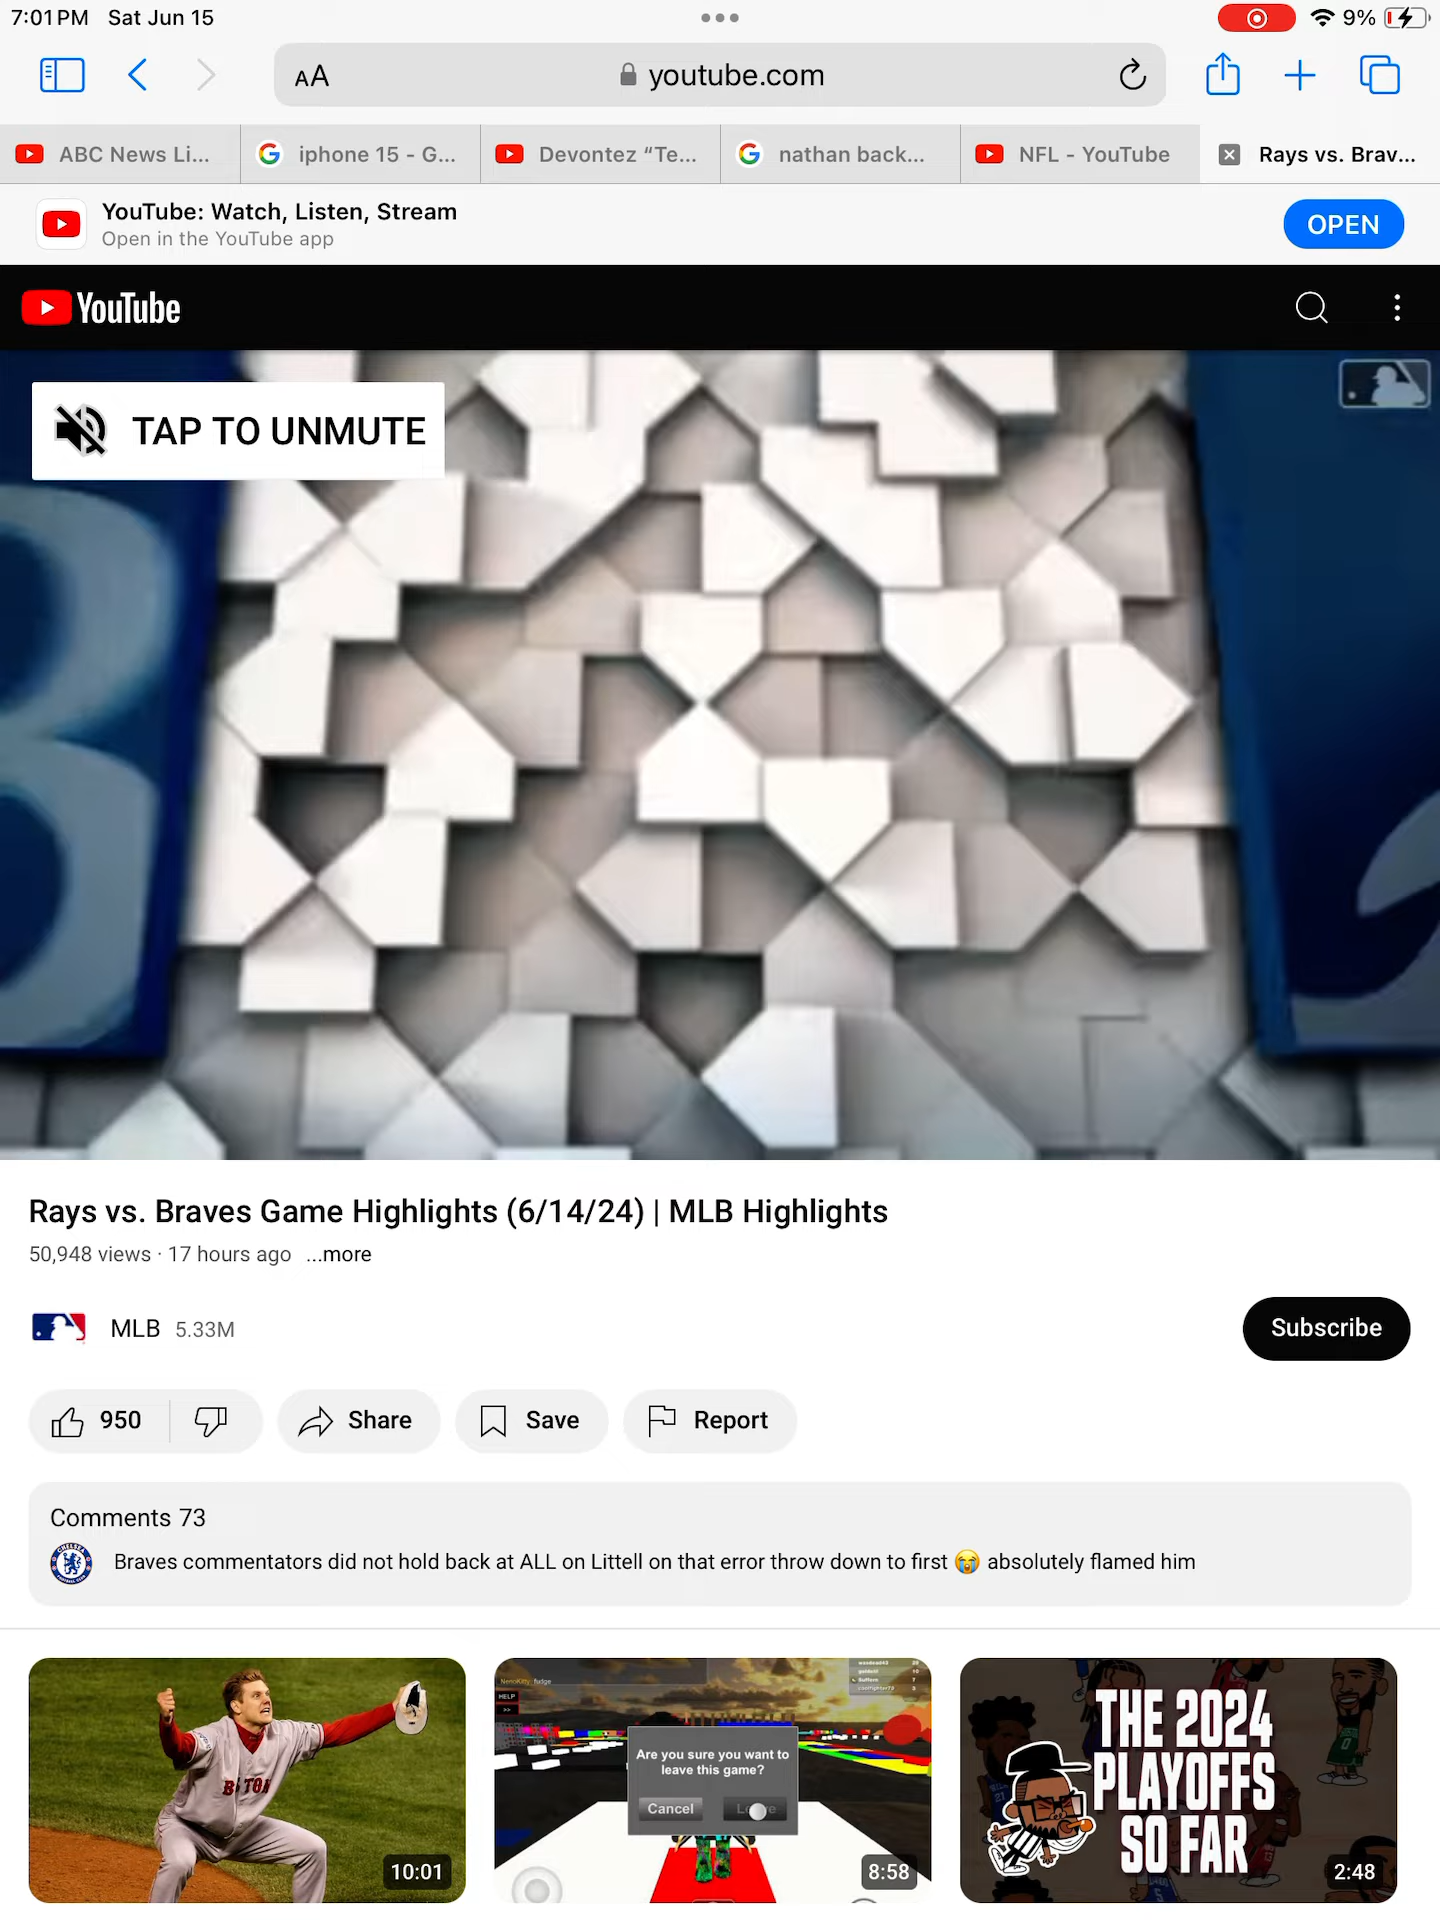 7:01 PM Sat Jun 15
9%
AA
youtube.com
ABC News Li...
iphone 15 - G...
Devontez “Te...
nathan back...
NFL - YouTube
Rays vs. Brav...
YouTube: Watch, Listen, Stream
Open in the YouTube app
OPEN
YouTube
TAP TO UNMUTE
Rays vs. Braves Game Highlights (6/14/24) | MLB Highlights
50,948 views · 17 hours ago ...more
MLB 5.33M
Subscribe
950
Share
Save
Report
Comments 73
Braves commentators did not hold back at ALL on Littell on that error throw down to first 😭 absolutely flamed him
10:01
HELP
>>
Are you sure you want to
leave this game?
Cancel
8:58
THE 2024
PLAYOFFS
SO FAR
2:48